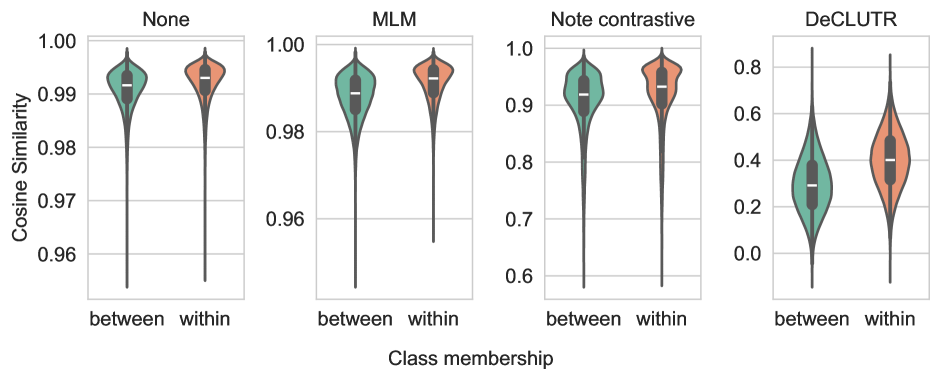 None
MLM
Note contrastive
DeCLUTR
Cosine Similarity
1.00
0.99
0.98
0.97
0.96
1.00
0.98
0.96
1.0
0.9
0.8
0.7
0.6
0.8
0.6
0.4
0.2
0.0
between within
between within
between within
between within
Class membership